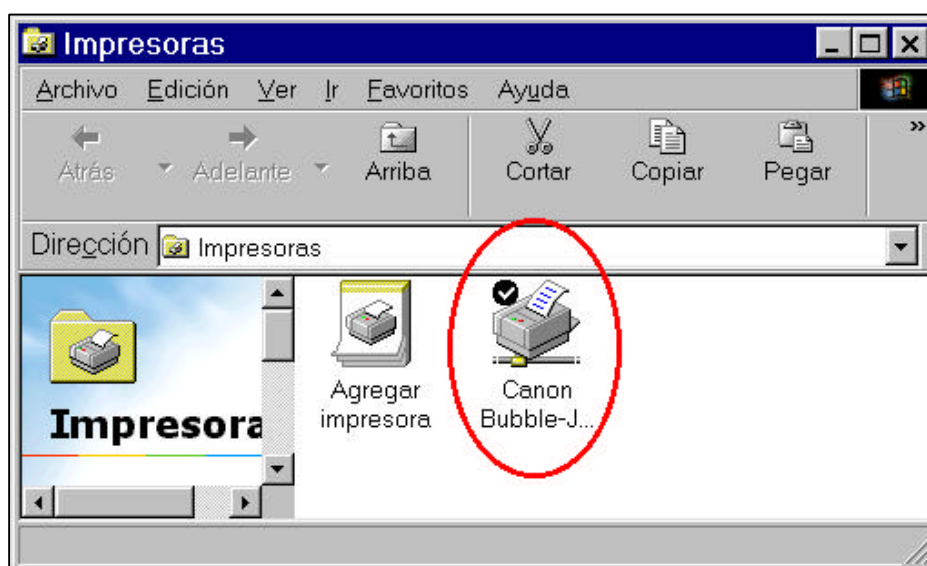 Impresoras
Archivo Edición Ver Ir Favoritos Ayuda
Atrás Adelante Arriba Cortar Copiar Pegar »
Dirección Impresoras
Impresora
Agregar
impresora
Canon
Bubble-J...